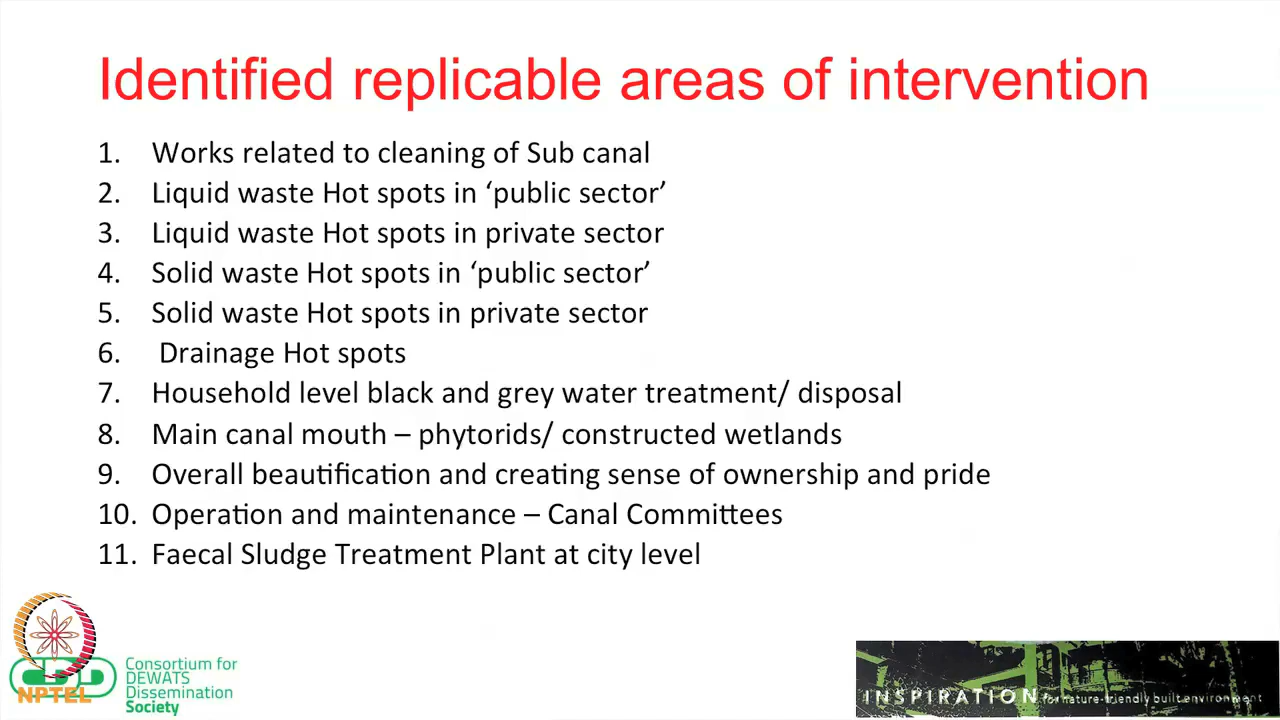 Identified replicable areas of intervention
1. Works related to cleaning of Sub canal
2. Liquid waste Hot spots in ‘public sector’
3. Liquid waste Hot spots in private sector
4. Solid waste Hot spots in ‘public sector’
5. Solid waste Hot spots in private sector
6. Drainage Hot spots
7. Household level black and grey water treatment/ disposal
8. Main canal mouth – phytorids/ constructed wetlands
9. Overall beautification and creating sense of ownership and pride
10. Operation and maintenance – Canal Committees
11. Faecal Sludge Treatment Plant at city level
NPTEL
Consortium for
DEWATS
Dissemination
Society
INSPIRATION for nature-friendly built environment